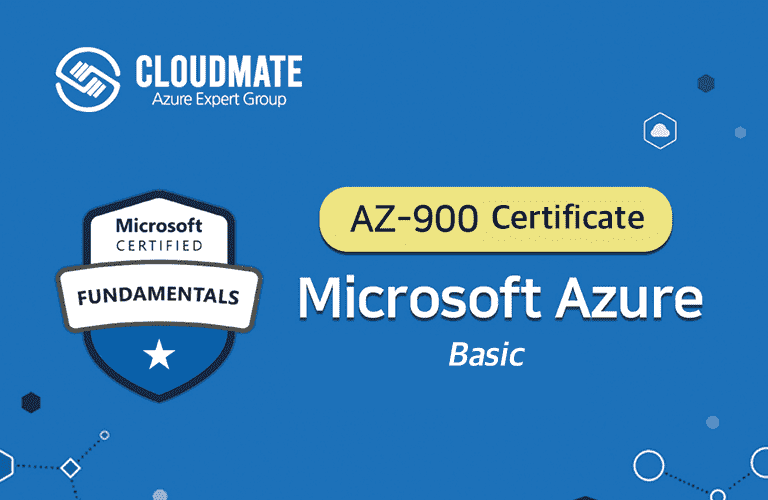 CLOUDMATE
Azure Expert Group
Microsoft
CERTIFIED
FUNDAMENTALS
AZ-900 Certificate
Microsoft Azure
Basic